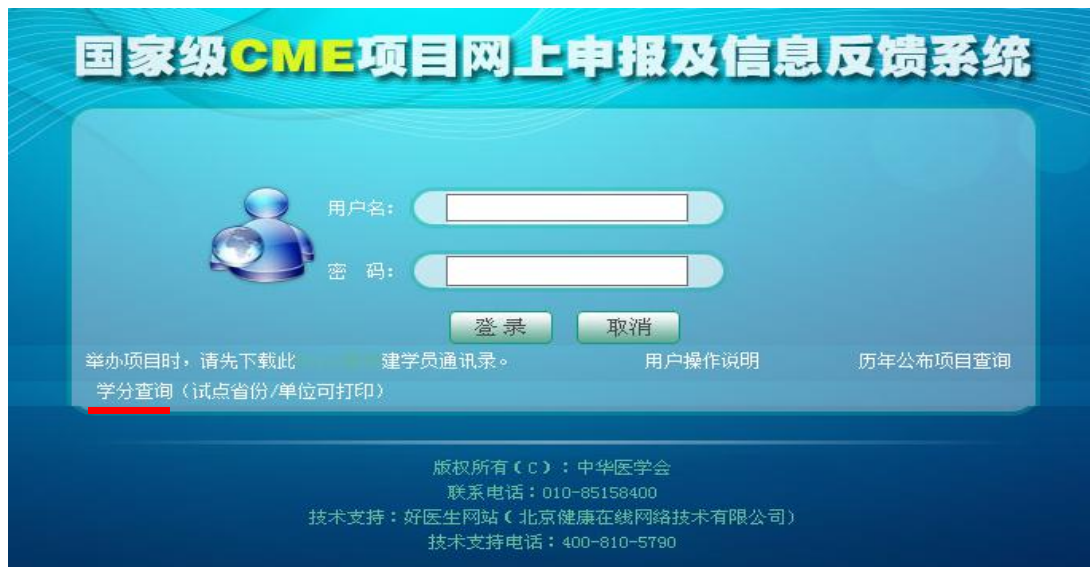 国家级CME项目网上申报及信息反馈系统
用户名：
密 码：
登 录 取消
举办项目时，请先下载此 建学员通讯录。 用户操作说明 历年公布项目查询
学分查询（试点省份/单位可打印）
版权所有(C)：中华医学会
联系电话：010-85158400
技术支持：好医生网站(北京健康在线网络技术有限公司)
技术支持电话：400-810-5790